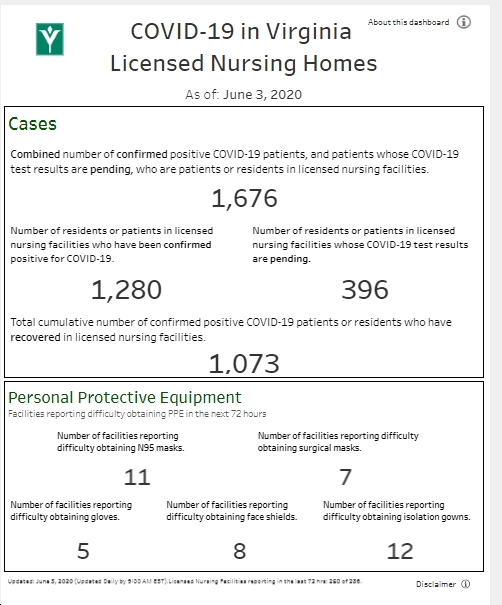 COVID-19 in Virginia
Licensed Nursing Homes
About this dashboard
As of: June 3, 2020
Cases
Combined number of confirmed positive COVID-19 patients, and patients whose COVID-19
test results are pending, who are patients or residents in licensed nursing facilities.
1,676
Number of residents or patients in licensed
nursing facilities who have been confirmed
positive for COVID-19.
1,280
Number of residents or patients in licensed
nursing facilities whose COVID-19 test results
are pending.
396
Total cumulative number of confirmed positive COVID-19 patients or residents who have
recovered in licensed nursing facilities.
1,073
Personal Protective Equipment
Facilities reporting difficulty obtaining PPE in the next 72 hours
Number of facilities reporting
difficulty obtaining N95 masks.
11
Number of facilities reporting difficulty
obtaining surgical masks.
7
Number of facilities reporting
difficulty obtaining gloves.
5
Number of facilities reporting
difficulty obtaining face shields.
8
Number of facilities reporting
difficulty obtaining isolation gowns.
12
Updated: June 3, 2020 (Updated Daily by 9:00 AM EST). Licensed Nursing Facilities reporting in the last 72 hrs: of
Disclaimer